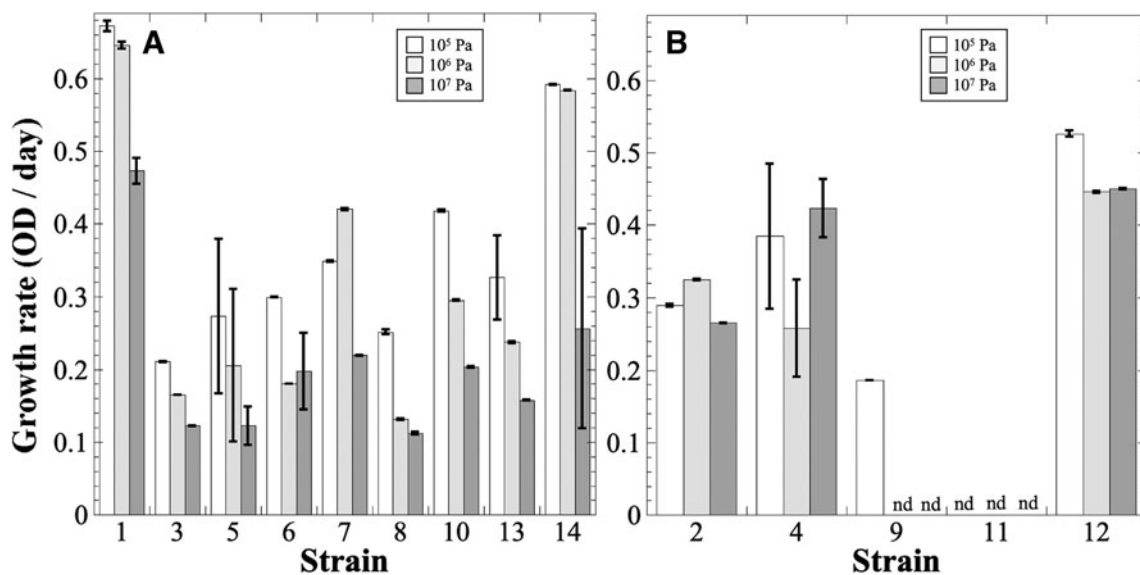 A
B
10⁵ Pa
10⁶ Pa
10⁷ Pa
10⁵ Pa
10⁶ Pa
10⁷ Pa
Growth rate (OD / day)
0.6
0.5
0.4
0.3
0.2
0.1
0
0.6
0.5
0.4
0.3
0.2
0.1
0
nd nd nd nd nd
1 3 5 6 7 8 10 13 14
2 4 9 11 12
Strain
Strain